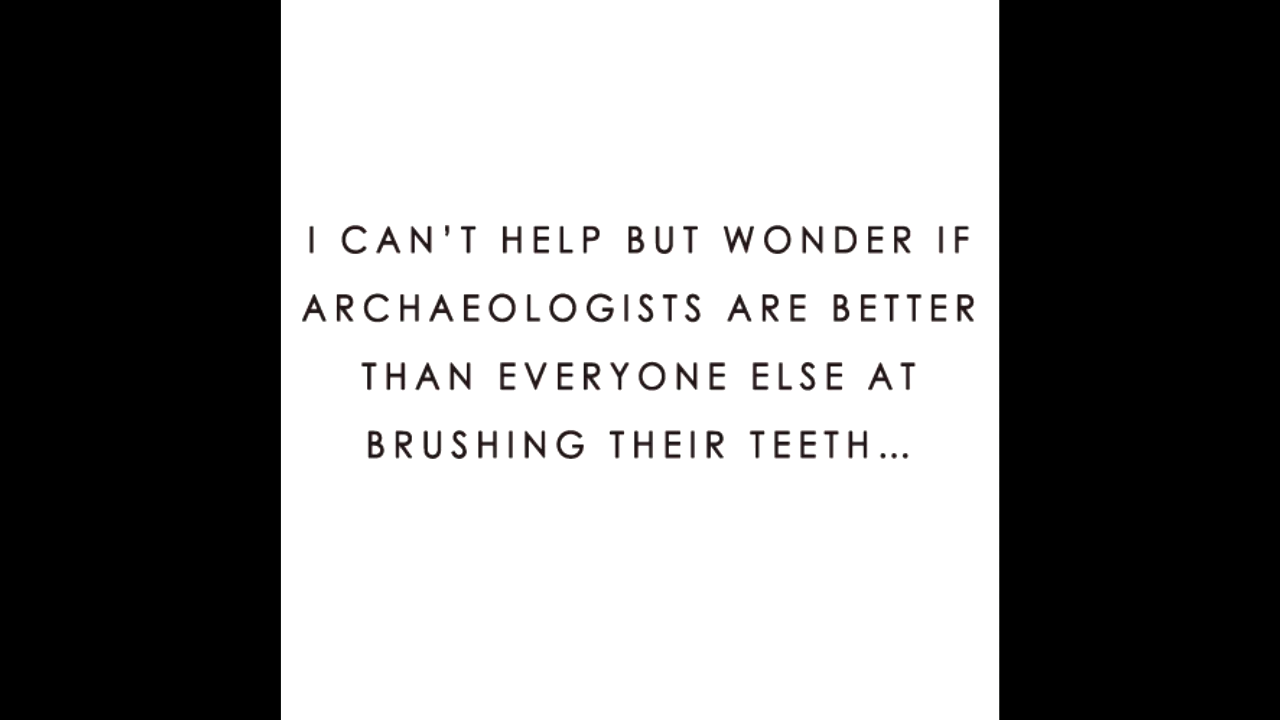 I CAN'T HELP BUT WONDER IF
ARCHAEOLOGISTS ARE BETTER
THAN EVERYONE ELSE AT
BRUSHING THEIR TEETH...